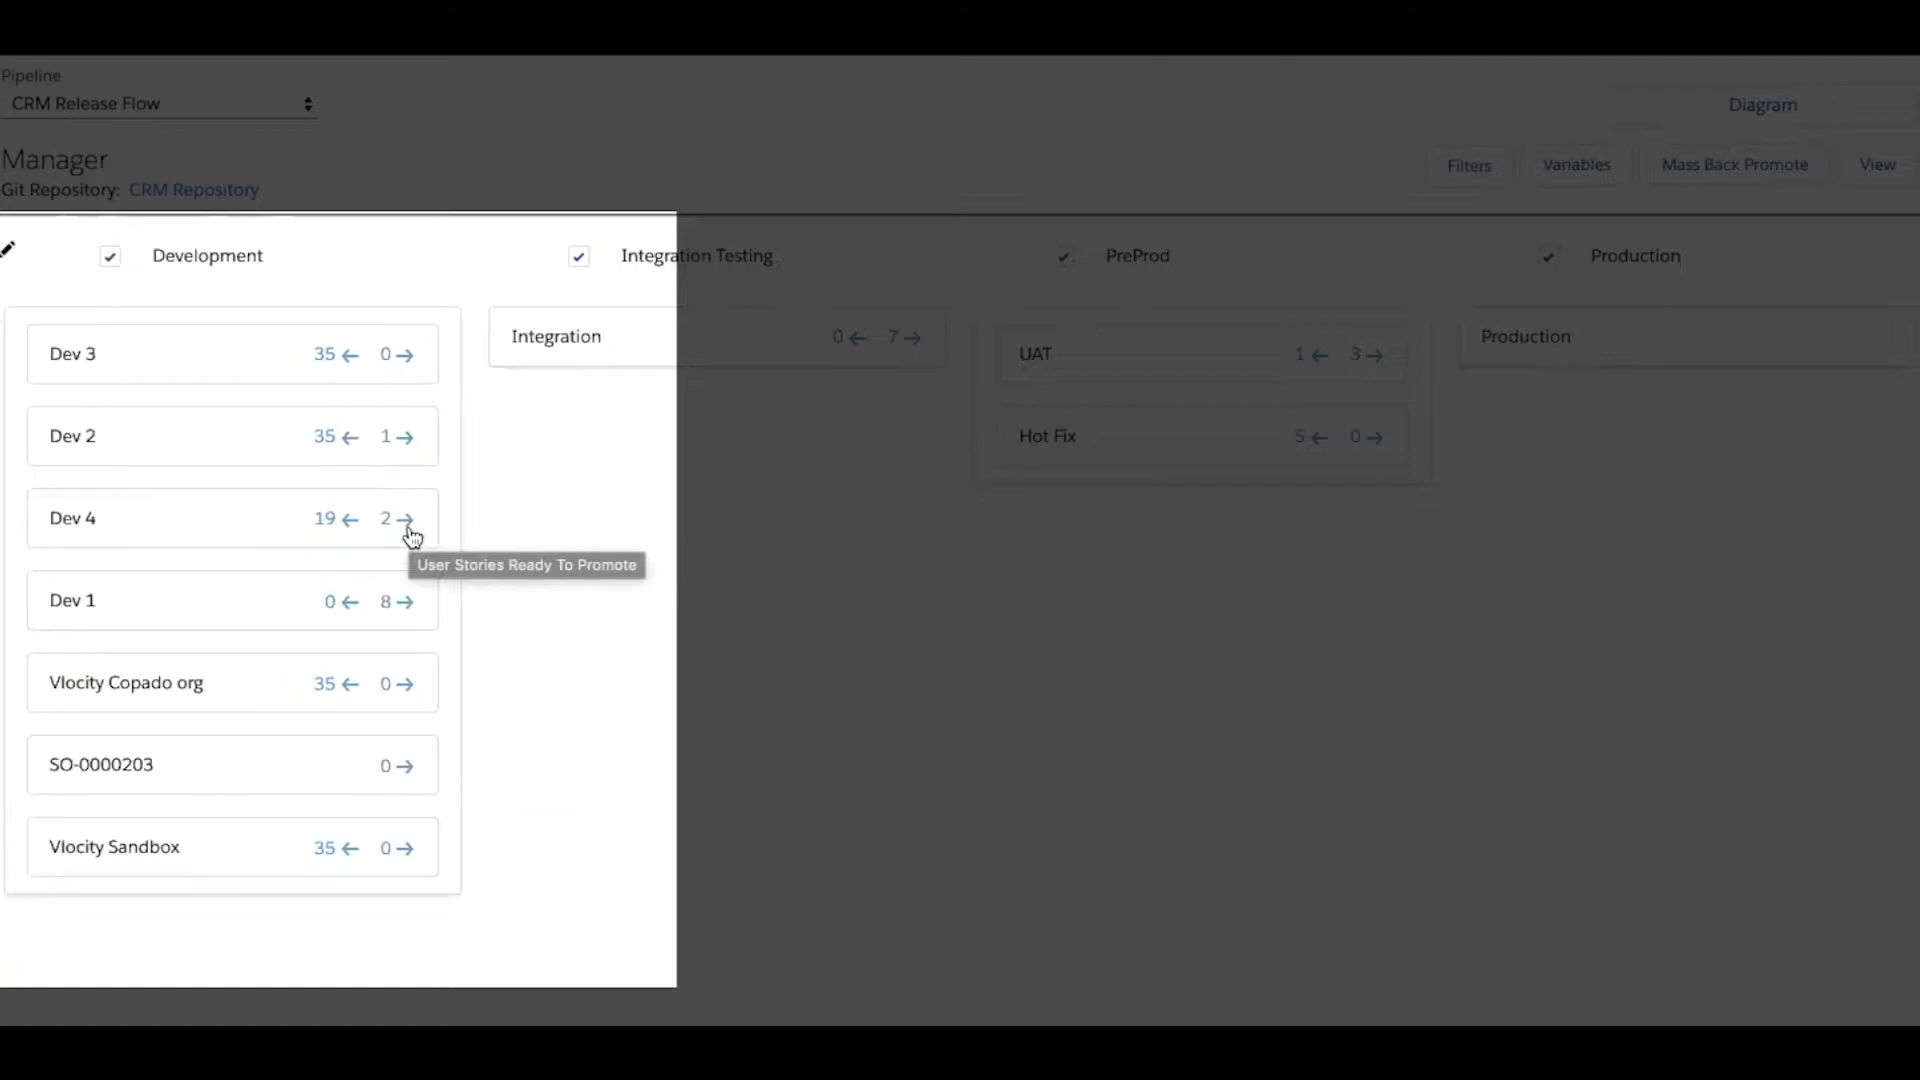 Pipeline
CRM Release Flow
Diagram
Manager
Git Repository: CRM Repository
Filters
Variables
Mass Back Promote
View
Development
Integration Testing
PreProd
Production
Dev 3 35 ← 0 →
Dev 2 35 ← 1 →
Dev 4 19 ← 2 →
User Stories Ready To Promote
Dev 1 0 ← 8 →
Vlocity Copado org 35 ← 0 →
SO-0000203 0 →
Vlocity Sandbox 35 ← 0 →
Integration 0 ← 7 →
UAT 1 ← 3 →
Hot Fix 5 ← 0 →
Production